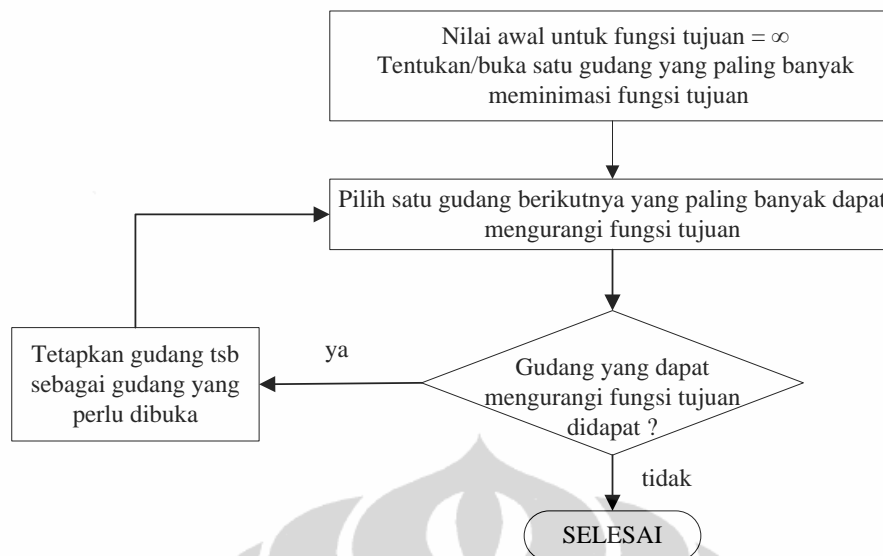 Nilai awal untuk fungsi tujuan = ∞
Tentukan/buka satu gudang yang paling banyak
meminimasi fungsi tujuan
Pilih satu gudang berikutnya yang paling banyak dapat
mengurangi fungsi tujuan
Tetapkan gudang tsb
sebagai gudang yang
perlu dibuka
ya
Gudang yang dapat
mengurangi fungsi tujuan
didapat ?
tidak
SELESAI